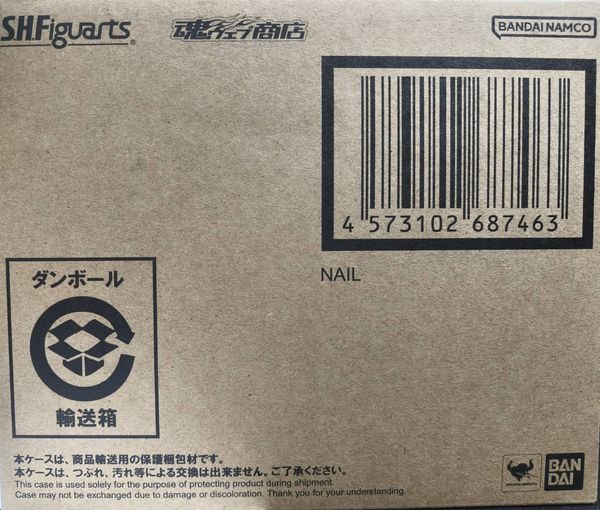 S.H.Figuarts®
魂ウェブ商店
BANDAI NAMCO
4 573102 687463
NAIL
ダンボール
輸送箱
本ケースは、商品輸送用の保護梱包材です。
本ケースは、つぶれ、汚れ等による交換は出来ません。ご了承ください。
This case is used solely for the purpose of protecting product during shipment.
Case may not be exchanged due to damage or discoloration. Thank you for your understanding.
BAN
DAI